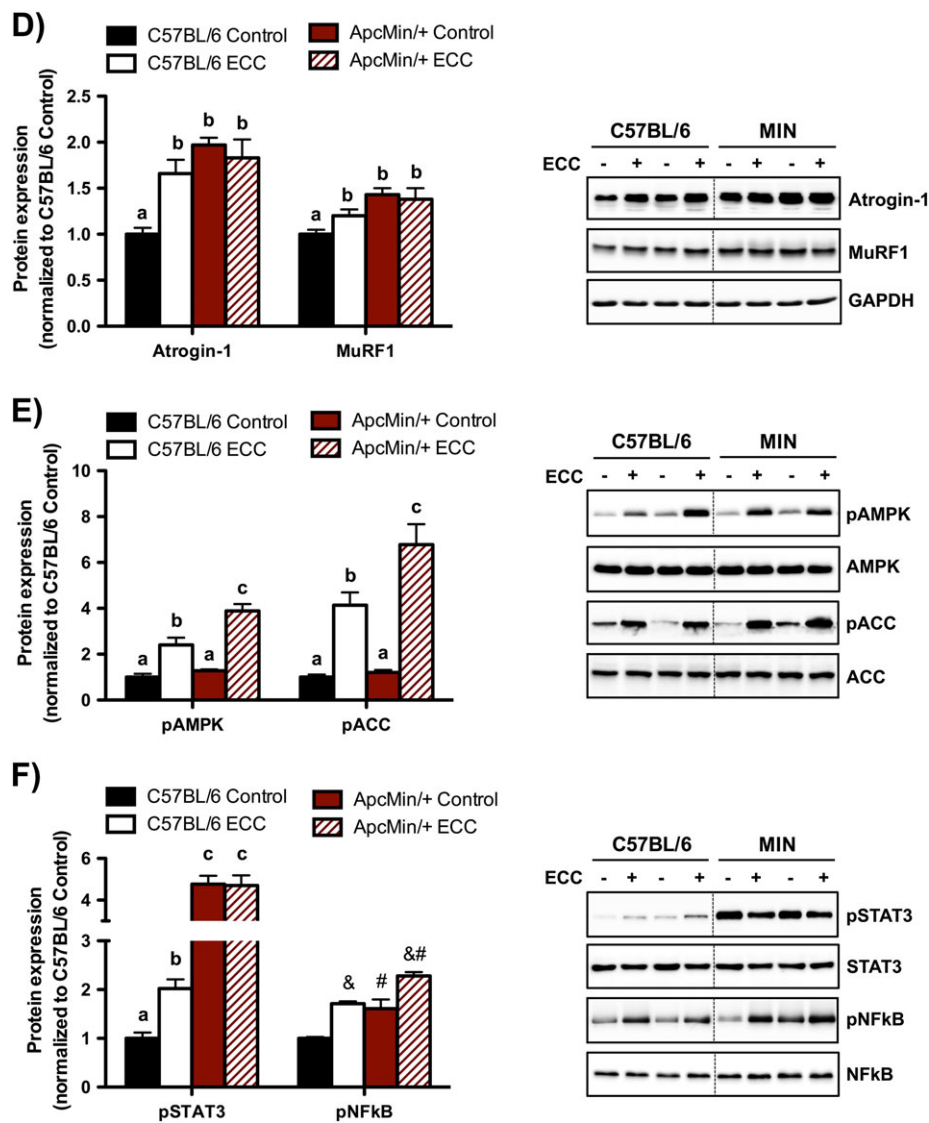 D)
C57BL/6 Control
C57BL/6 ECC
ApcMin/+ Control
ApcMin/+ ECC
Protein expression
(normalized to C57BL/6 Control)
2.5
2.0
1.5
1.0
0.5
0.0
a b b b a b b b
Atrogin-1 MuRF1
C57BL/6 MIN
ECC - + - + - + - +
Atrogin-1
MuRF1
GAPDH
E)
C57BL/6 Control
C57BL/6 ECC
ApcMin/+ Control
ApcMin/+ ECC
Protein expression
(normalized to C57BL/6 Control)
10
8
6
4
2
0
a b a c a b a c
pAMPK pACC
C57BL/6 MIN
ECC - + - + - + - +
pAMPK
AMPK
pACC
ACC
F)
C57BL/6 Control
C57BL/6 ECC
ApcMin/+ Control
ApcMin/+ ECC
Protein expression
(normalized to C57BL/6 Control)
6
4
2
3
2
1
0
a b c c & # &#
pSTAT3 pNFkB
C57BL/6 MIN
ECC - + - + - + - +
pSTAT3
STAT3
pNFkB
NFkB